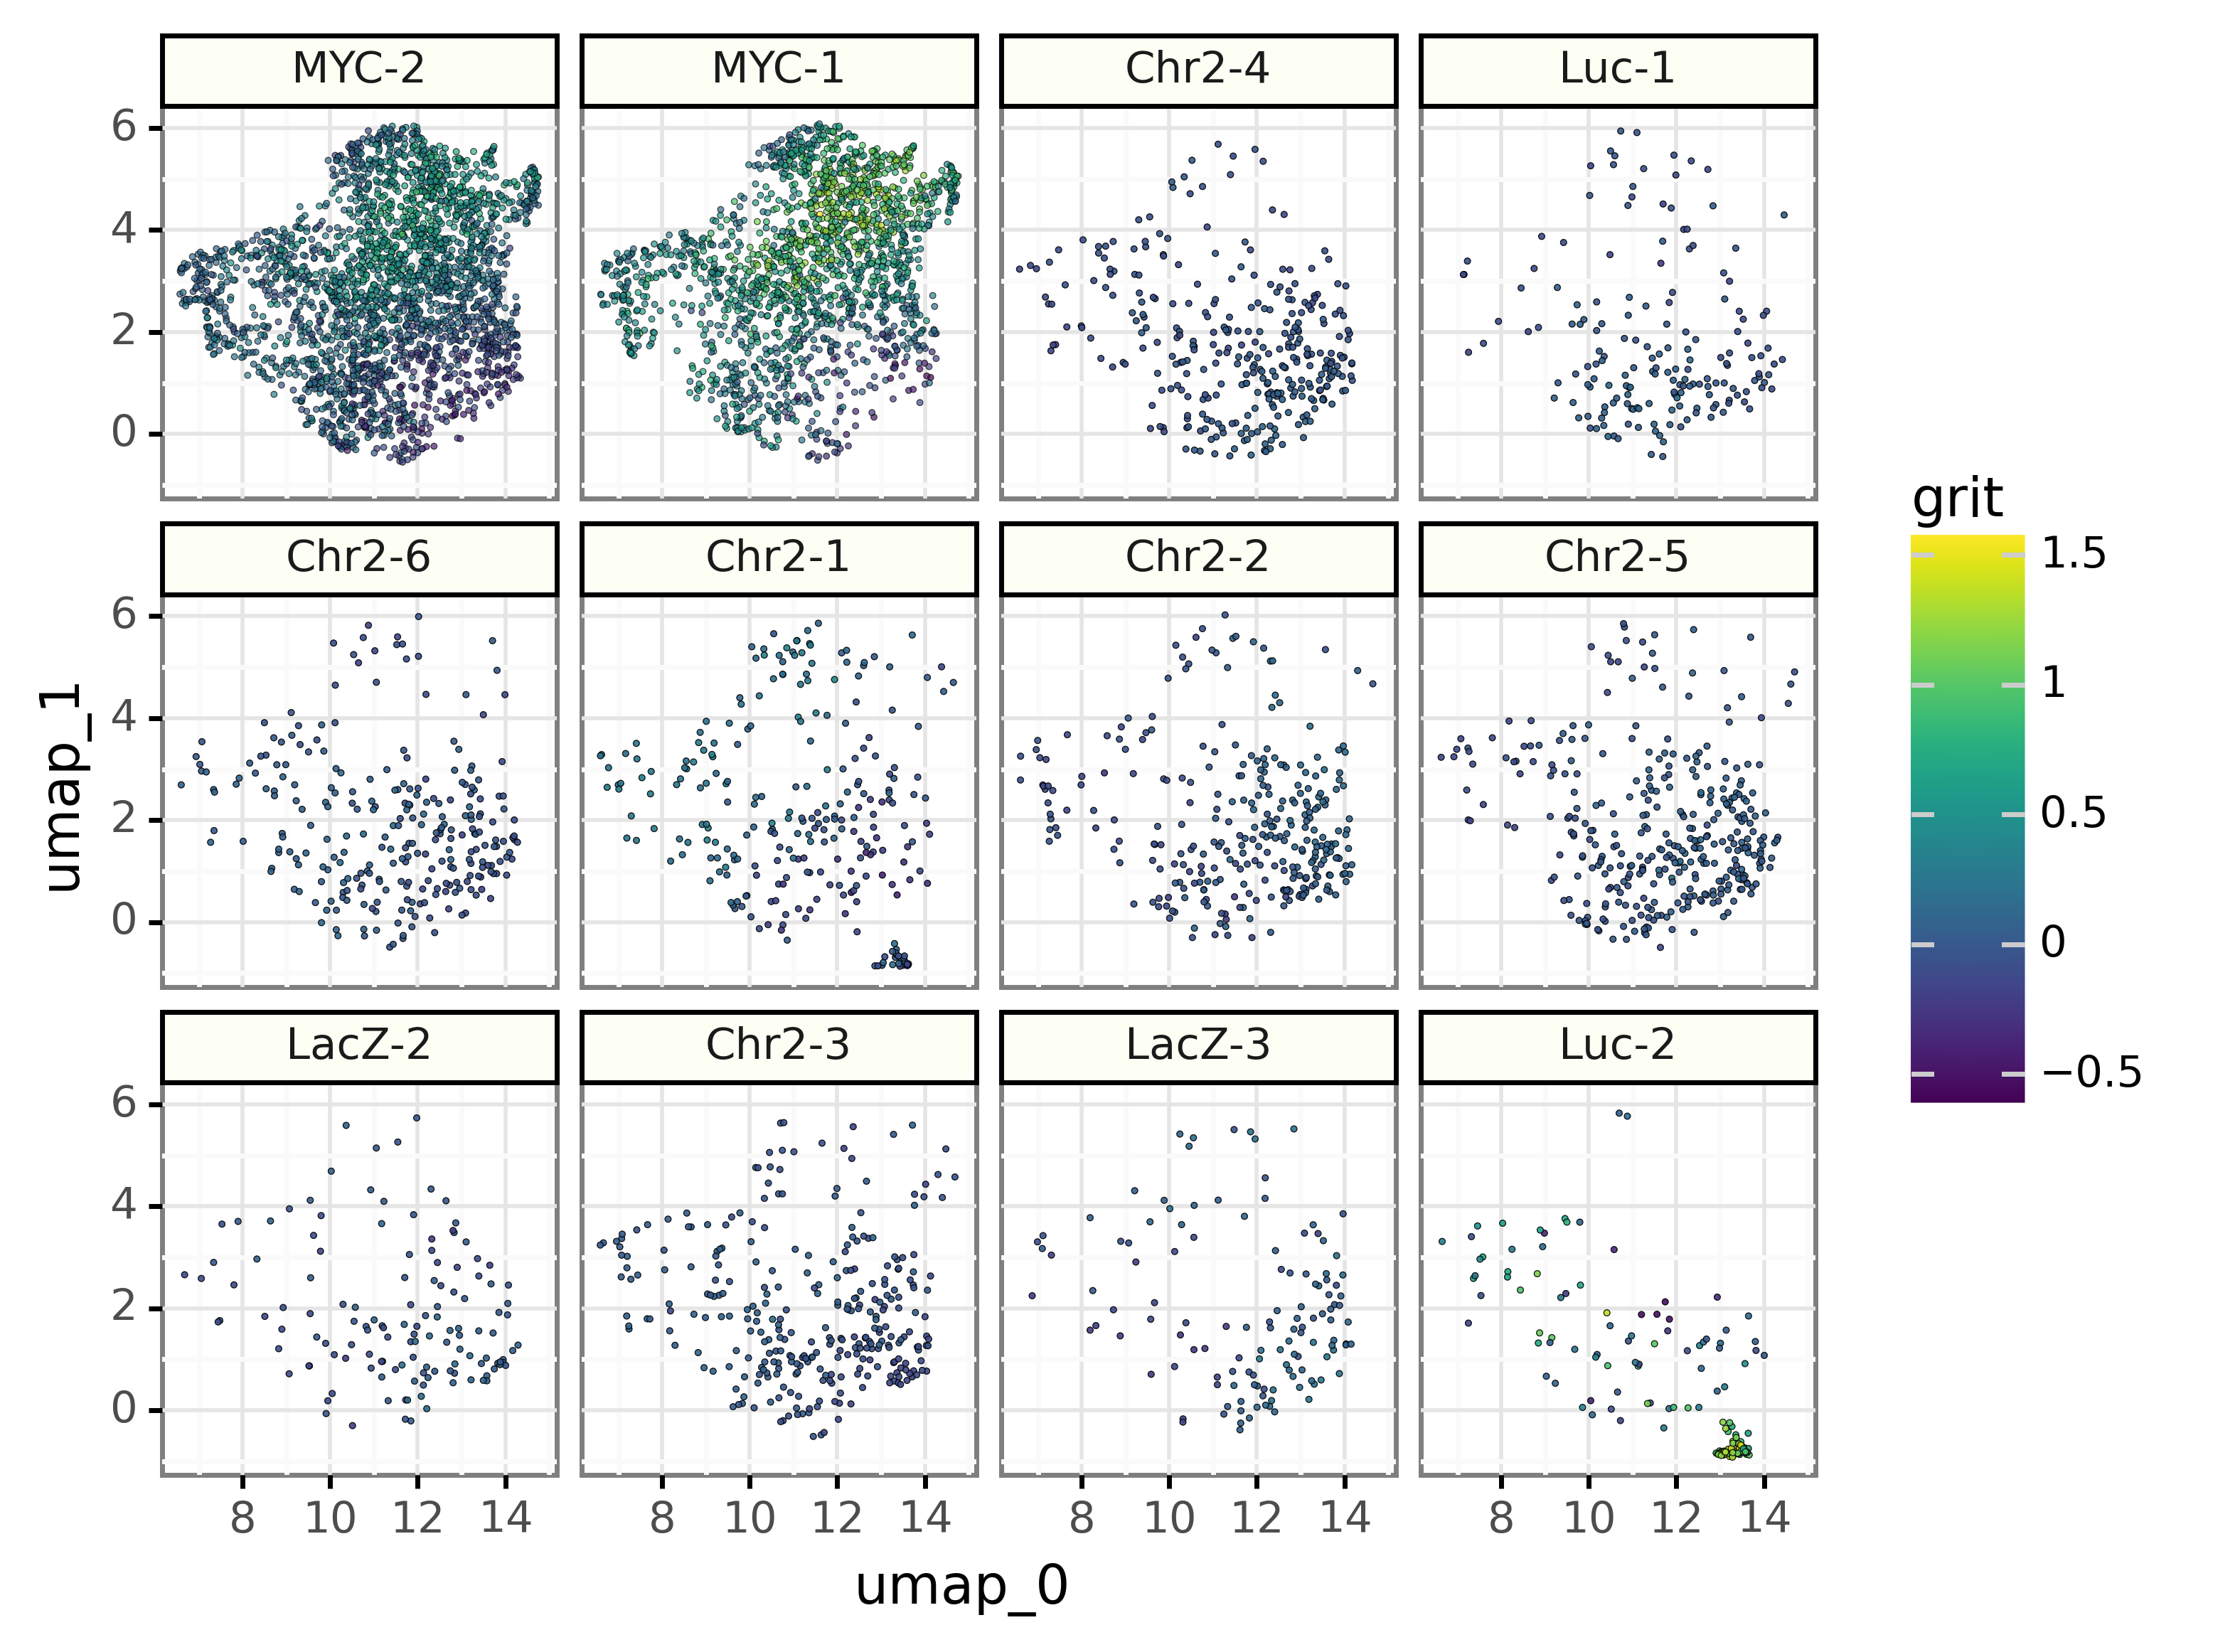 MYC-2 MYC-1 Chr2-4 Luc-1
6
4
2
0
Chr2-6 Chr2-1 Chr2-2 Chr2-5
6
4
2
0
LacZ-2 Chr2-3 LacZ-3 Luc-2
6
4
2
0
8 10 12 14 8 10 12 14 8 10 12 14 8 10 12 14
umap_0
umap_1
grit
1.5
1
0.5
0
−0.5